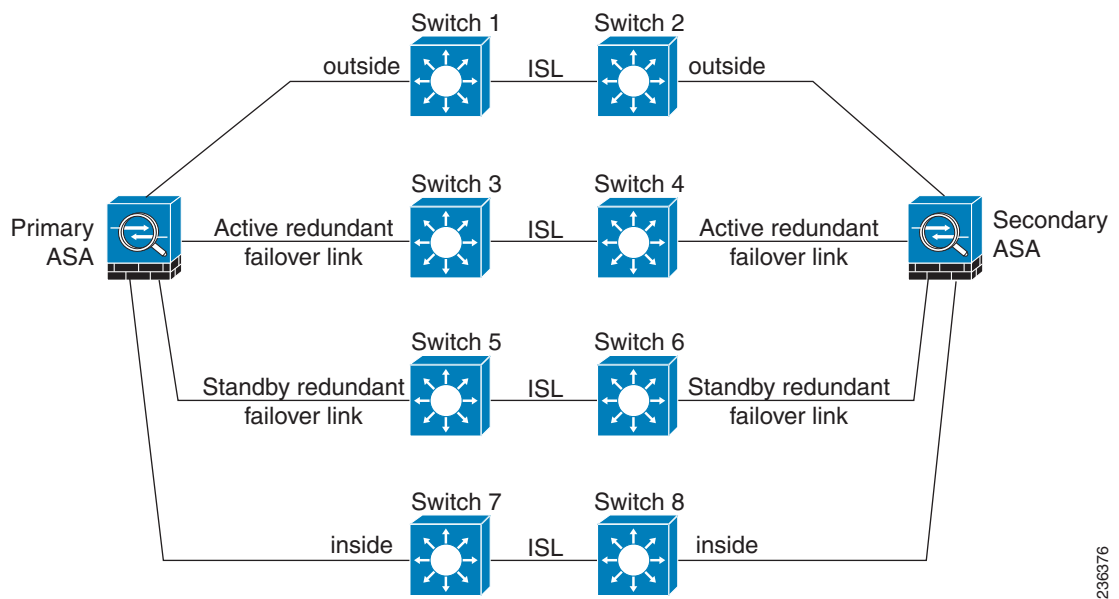 Switch 1
Switch 2
outside
ISL
outside
Switch 3
Switch 4
Primary
ASA
Active redundant
failover link
ISL
Active redundant
failover link
Secondary
ASA
Switch 5
Switch 6
Standby redundant
failover link
ISL
Standby redundant
failover link
Switch 7
Switch 8
inside
ISL
inside
236376